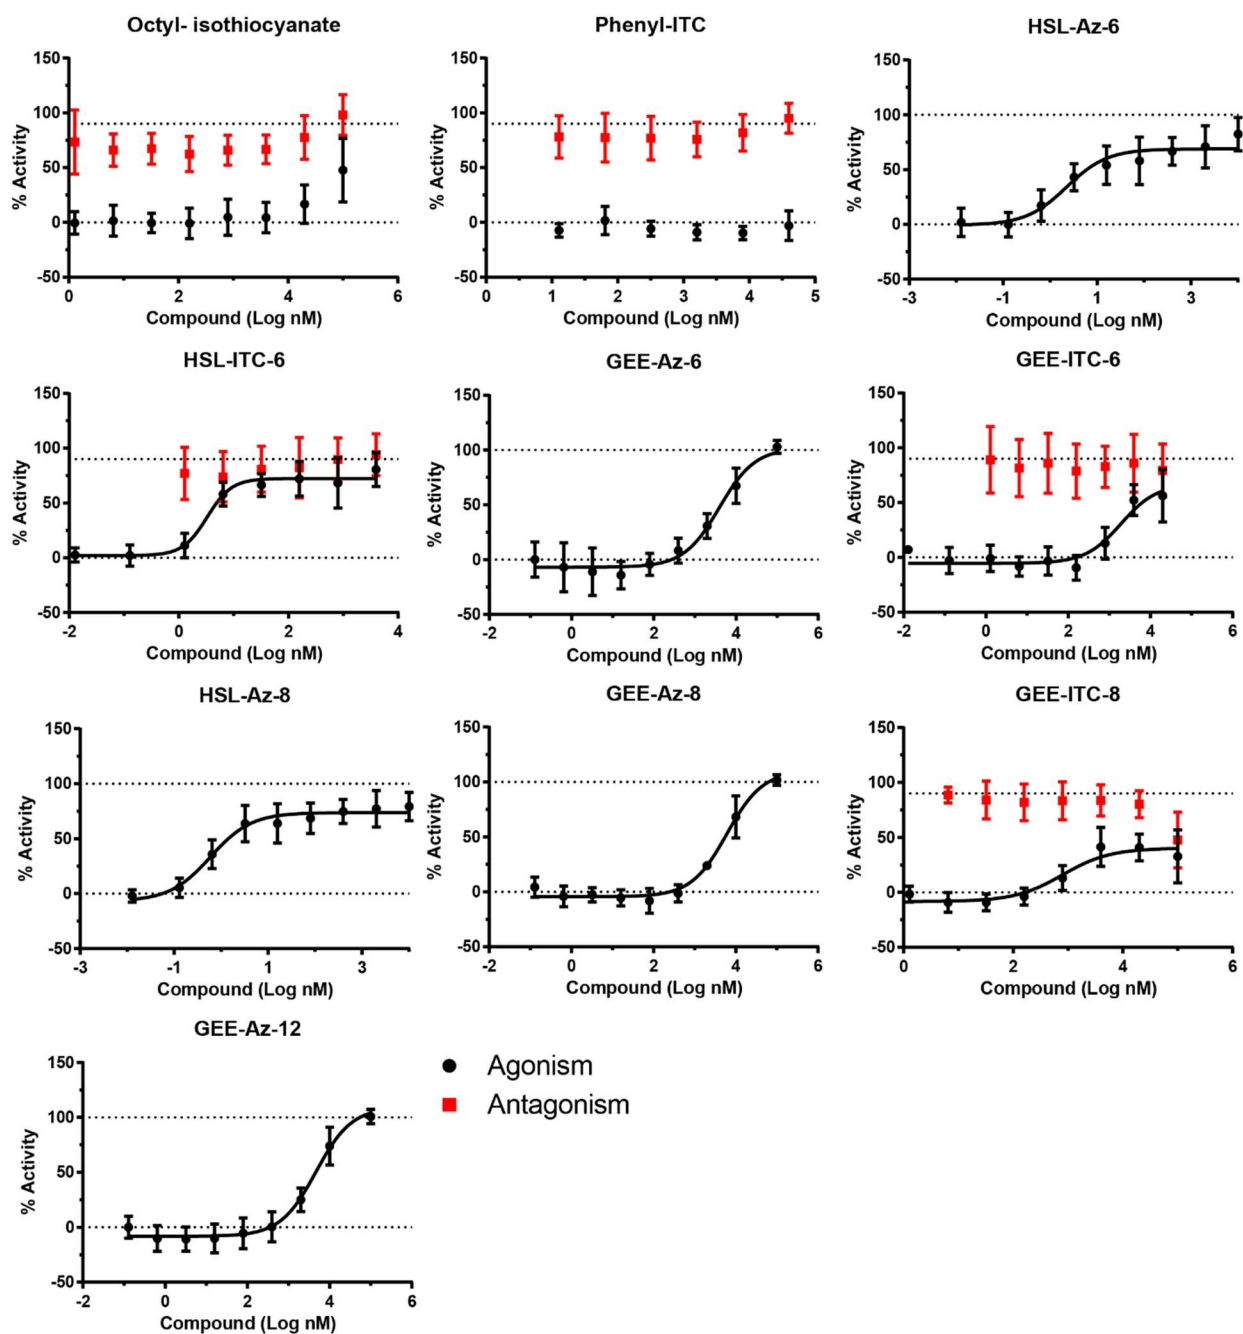 Octyl- isothiocyanate
Phenyl-ITC
HSL-Az-6
150
100
50
0
-50
% Activity
0 2 4 6
Compound (Log nM)
150
100
50
0
-50
% Activity
0 1 2 3 4 5
Compound (Log nM)
150
100
50
0
-50
% Activity
-3 -1 1 3
Compound (Log nM)
HSL-ITC-6
GEE-Az-6
GEE-ITC-6
150
100
50
0
-50
% Activity
-2 0 2 4
Compound (Log nM)
150
100
50
0
-50
% Activity
-2 0 2 4 6
Compound (Log nM)
150
100
50
0
-50
% Activity
-2 0 2 4 6
Compound (Log nM)
HSL-Az-8
GEE-Az-8
GEE-ITC-8
150
100
50
0
-50
% Activity
-3 -1 1 3
Compound (Log nM)
150
100
50
0
-50
% Activity
-2 0 2 4 6
Compound (Log nM)
150
100
50
0
-50
% Activity
0 2 4 6
Compound (Log nM)
GEE-Az-12
150
100
50
0
-50
% Activity
-2 0 2 4 6
Compound (Log nM)
Agonism
Antagonism